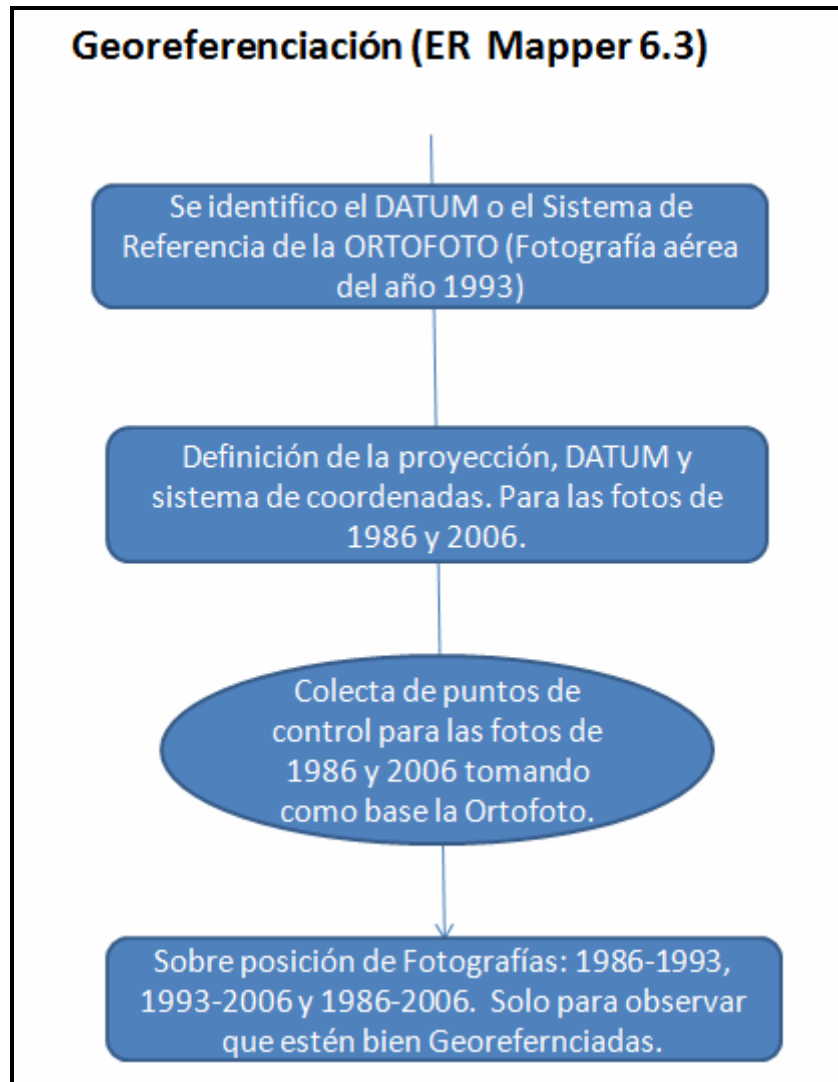 Georeferenciación (ER Mapper 6.3)
Se identifico el DATUM o el Sistema de
Referencia de la ORTOFOTO (Fotografía aérea
del año 1993)
Definición de la proyección, DATUM y
sistema de coordenadas. Para las fotos de
1986 y 2006.
Colecta de puntos de
control para las fotos de
1986 y 2006 tomando
como base la Ortofoto.
Sobre posición de Fotografías: 1986-1993,
1993-2006 y 1986-2006. Solo para observar
que estén bien Georefernciadas.